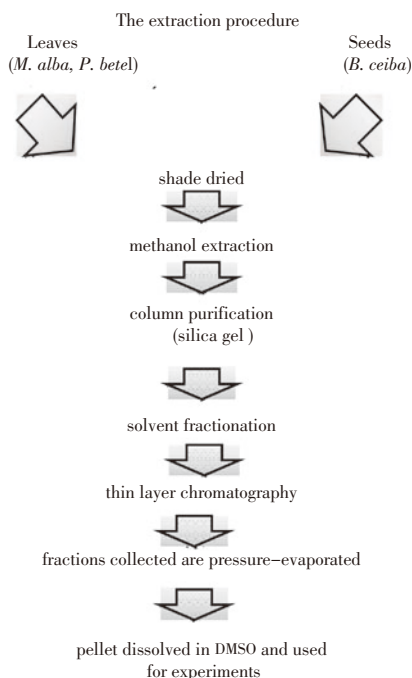 The extraction procedure
Leaves
(M. alba, P. betel)
Seeds
(B. ceiba)
shade dried
methanol extraction
column purification
(silica gel )
solvent fractionation
thin layer chromatography
fractions collected are pressure-evaporated
pellet dissolved in DMSO and used
for experiments